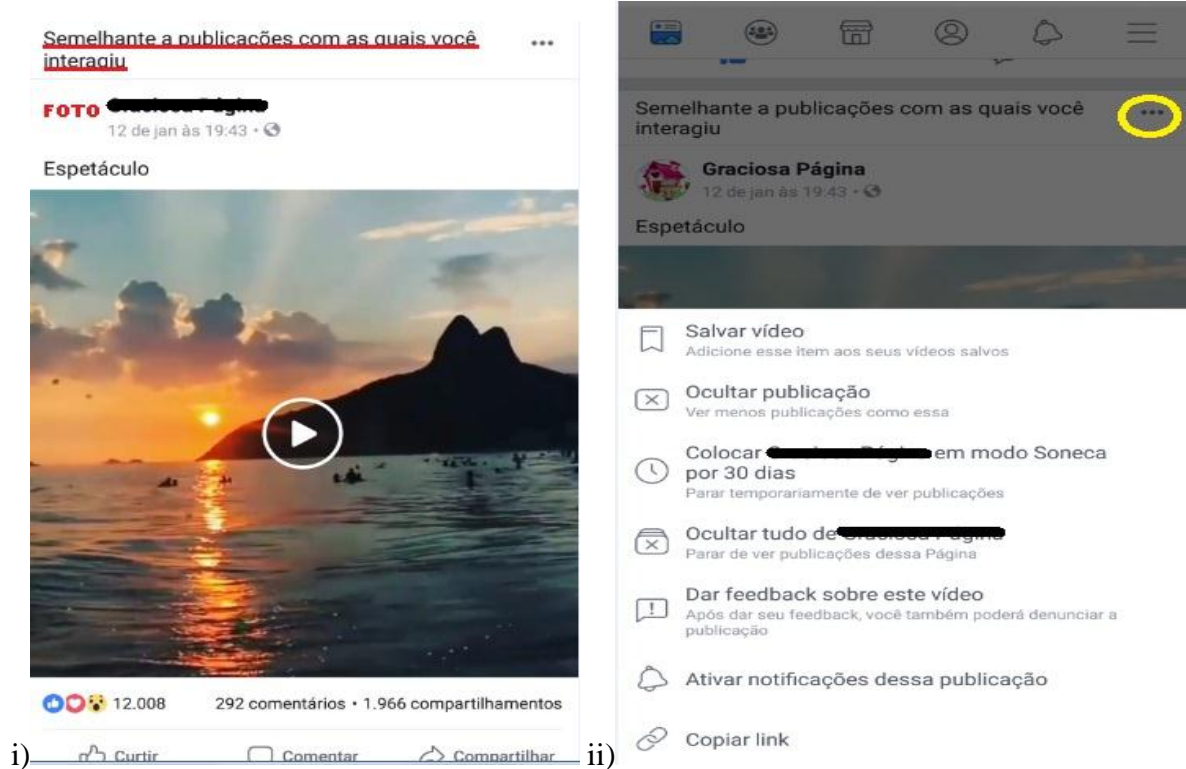 Semelhante a publicações com as quais você
interagiu
FOTO
12 de jan às 19:43
Espetáculo
12.008
292 comentários • 1.966 compartilhamentos
Curtir
Comentar
Compartilhar
i)
Semelhante a publicações com as quais você
interagiu
Graciosa Página
12 de jan às 19:43
Espetáculo
Salvar vídeo
Adicione esse item aos seus vídeos salvos
Ocultar publicação
Ver menos publicações como essa
Colocar em modo Soneca
por 30 dias
Parar temporariamente de ver publicações
Ocultar tudo de
Parar de ver publicações dessa Página
Dar feedback sobre este vídeo
Após dar seu feedback, você também poderá denunciar a
publicação
Ativar notificações dessa publicação
Copiar link
ii)